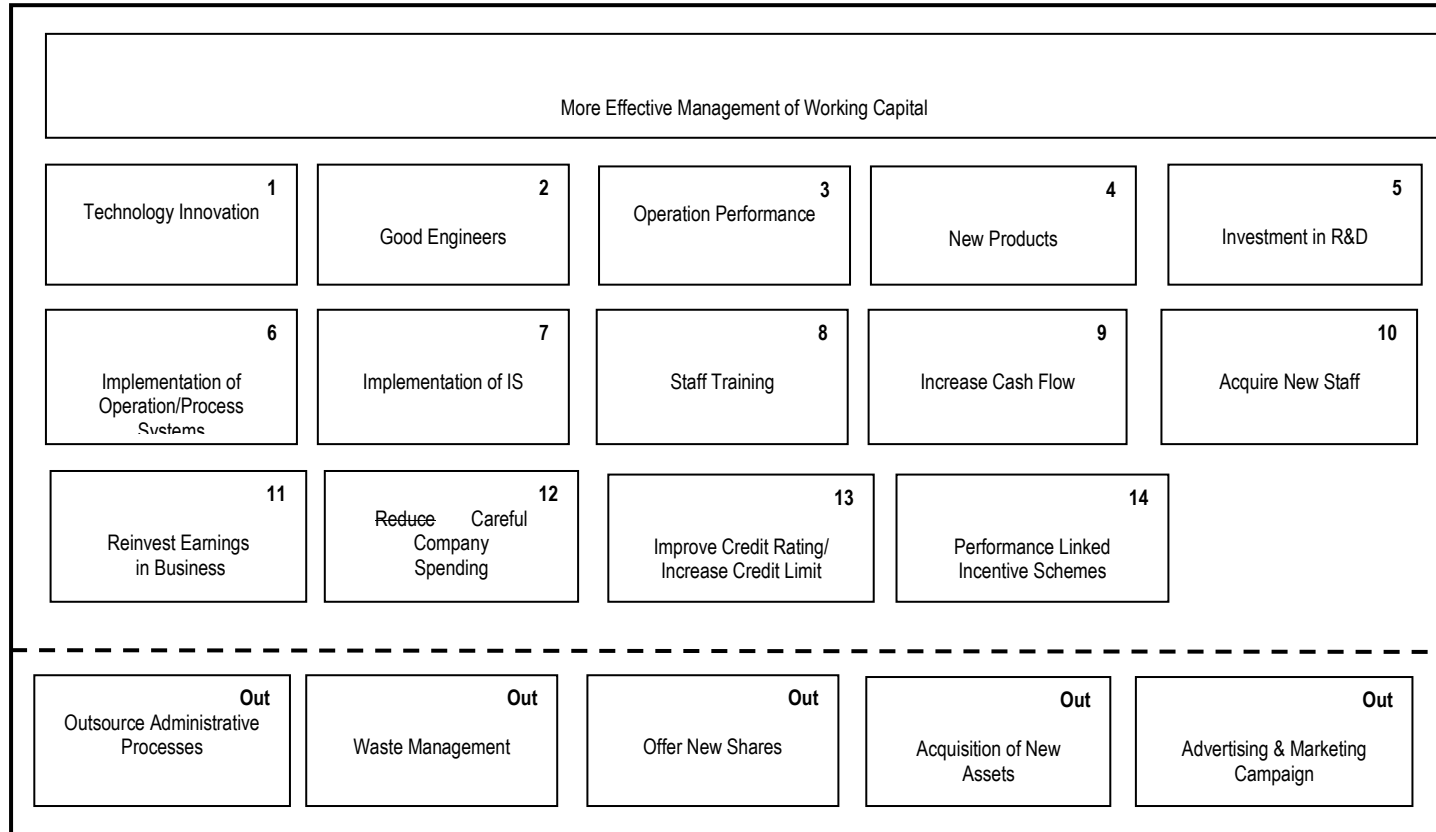 More Effective Management of Working Capital
1
Technology Innovation
2
Good Engineers
3
Operation Performance
4
New Products
5
Investment in R&D
6
Implementation of
Operation/Process
Systems
7
Implementation of IS
8
Staff Training
9
Increase Cash Flow
10
Acquire New Staff
11
Reinvest Earnings
in Business
12
Reduce Careful
Company
Spending
13
Improve Credit Rating/
Increase Credit Limit
14
Performance Linked
Incentive Schemes
Out
Outsource Administrative
Processes
Out
Waste Management
Out
Offer New Shares
Out
Acquisition of New
Assets
Out
Advertising & Marketing
Campaign